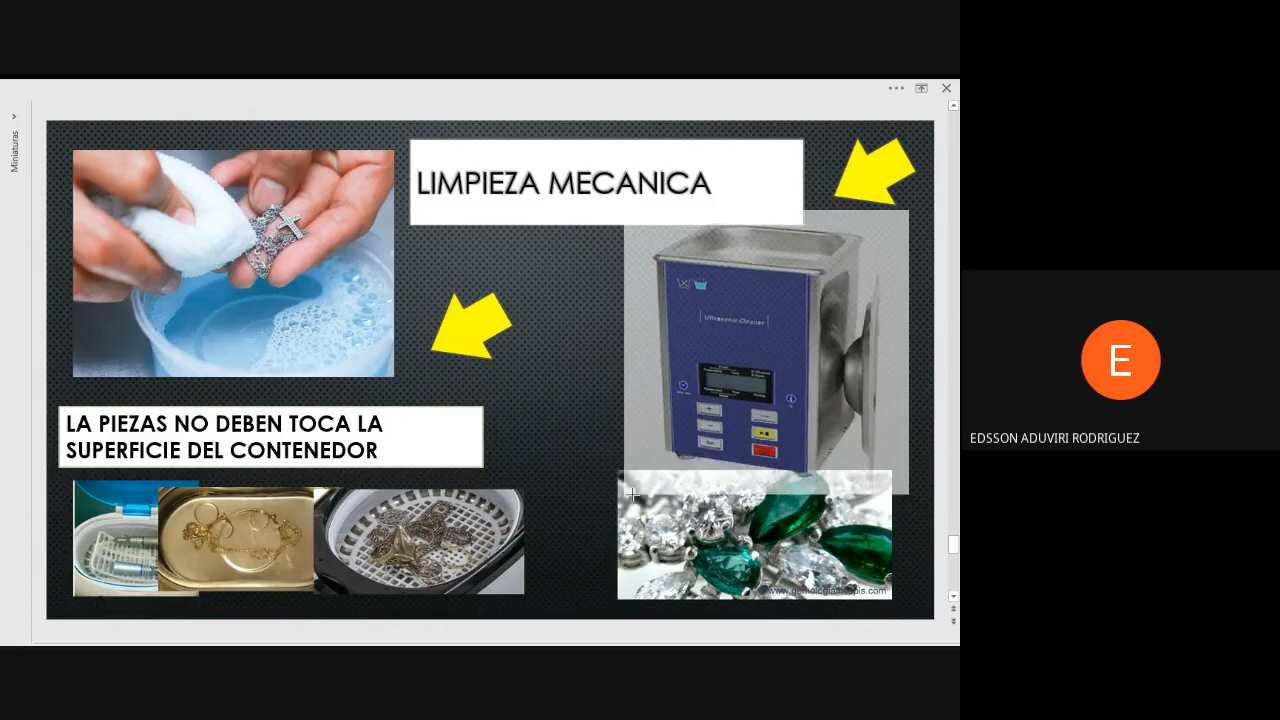 Miniaturas
LIMPIEZA MECANICA
Ultrasonic Cleaner
LA PIEZAS NO DEBEN TOCA LA
SUPERFICIE DEL CONTENEDOR
E
EDSSON ADUVIRI RODRIGUEZ